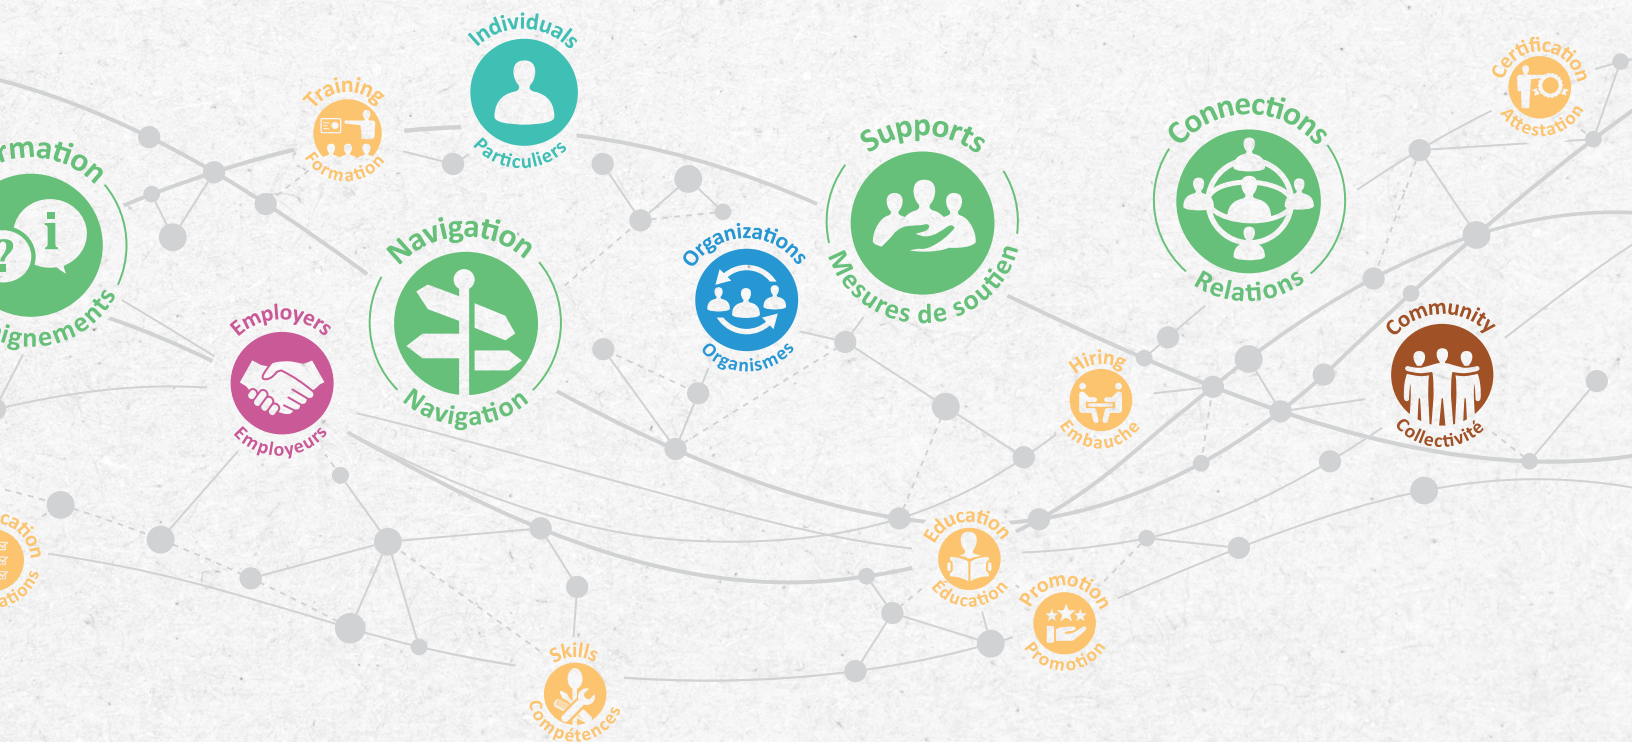 Individuals
Particuliers
Certification
Attestation
Training
Formation
Connections
Relations
Supports
Mesures de soutien
rmation
?
i
ignements
Navigation
Navigation
Organizations
Organismes
Employers
Employeurs
Community
Collectivité
Hiring
Embauche
cation
ations
Education
Éducation
Promotion
Promotion
Skills
Compétences